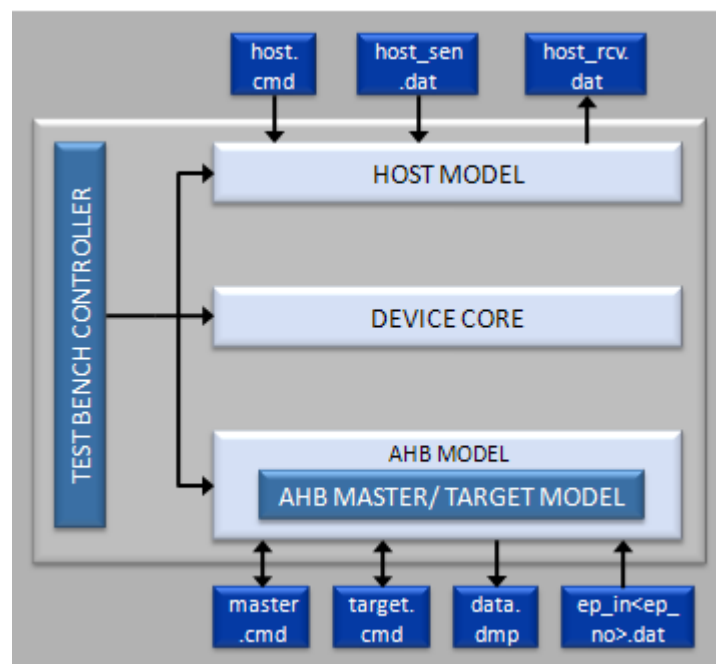 host.
cmd
host_sen
.dat
host_rcv.
dat
TEST BENCH CONTROLLER
HOST MODEL
DEVICE CORE
AHB MODEL
AHB MASTER/ TARGET MODEL
master
.cmd
target.
cmd
data.
dmp
ep_in<ep_
no>.dat